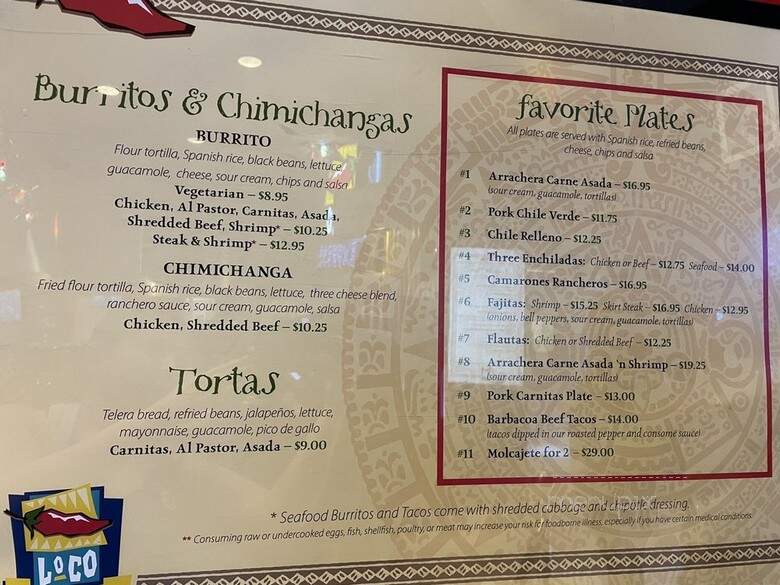 Burritos & Chimichangas
BURRITO
Flour tortilla, Spanish rice, black beans, lettuce,
guacamole, cheese, sour cream, chips and salsa
Vegetarian – $8.95
Chicken, Al Pastor, Carnitas, Asada,
Shredded Beef, Shrimp* – $10.25
Steak & Shrimp* – $12.95
CHIMICHANGA
Fried flour tortilla, Spanish rice, black beans, lettuce, three cheese blend,
ranchero sauce, sour cream, guacamole, salsa
Chicken, Shredded Beef – $10.25
Tortas
Telera bread, refried beans, jalapeños, lettuce,
mayonnaise, guacamole, pico de gallo
Carnitas, Al Pastor, Asada – $9.00
favorite Plates
All plates are served with Spanish rice, refried beans,
cheese, chips and salsa
#1 Arrachera Carne Asada – $16.95
(sour cream, guacamole, tortillas)
#2 Pork Chile Verde – $11.75
#3 Chile Relleno – $12.25
#4 Three Enchiladas: Chicken or Beef – $12.75 Seafood – $14.00
#5 Camarones Rancheros – $16.95
#6 Fajitas: Shrimp – $15.25 Skirt Steak – $16.95 Chicken – $12.95
(onions, bell peppers, sour cream, guacamole, tortillas)
#7 Flautas: Chicken or Shredded Beef – $12.25
#8 Arrachera Carne Asada 'n Shrimp – $19.25
(sour cream, guacamole, tortillas)
#9 Pork Carnitas Plate – $13.00
#10 Barbacoa Beef Tacos – $14.00
(tacos dipped in our roasted pepper and consome sauce)
#11 Molcajete for 2 – $29.00
* Seafood Burritos and Tacos come with shredded cabbage and chipotle dressing.
** Consuming raw or undercooked eggs, fish, shellfish, poultry, or meat may increase your risk for foodborne illness, especially if you have certain medical conditions.
LOCO